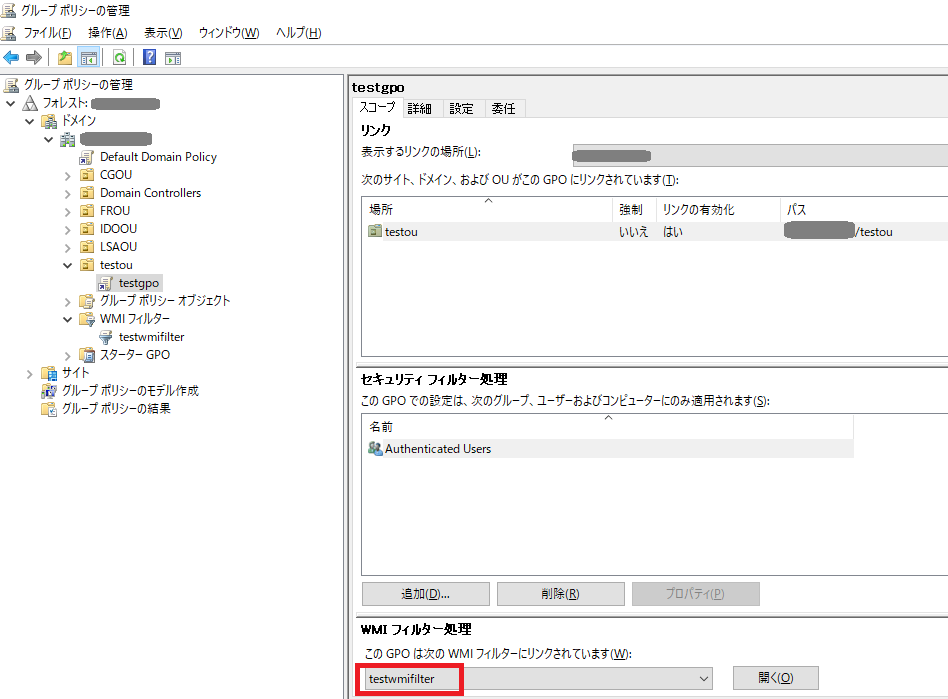 グループ ポリシーの管理
ファイル(F) 操作(A) 表示(V) ウィンドウ(W) ヘルプ(H)
グループ ポリシーの管理
フォレスト:
ドメイン
Default Domain Policy
CGOU
Domain Controllers
FROU
IDOOU
LSAOU
testou
testgpo
グループ ポリシー オブジェクト
WMI フィルター
testwmifilter
スターター GPO
サイト
グループ ポリシーのモデル作成
グループ ポリシーの結果
testgpo
スコープ 詳細 設定 委任
リンク
表示するリンクの場所(L):
次のサイト、ドメイン、および OU がこの GPO にリンクされています(T):
場所 強制 リンクの有効化 パス
testou いいえ はい /testou
セキュリティ フィルター処理
この GPO での設定は、次のグループ、ユーザーおよびコンピューターにのみ適用されます(S):
名前
Authenticated Users
追加(D)... 削除(R) プロパティ(P)
WMI フィルター処理
この GPO は次の WMI フィルターにリンクされています(W):
testwmifilter 開く(O)